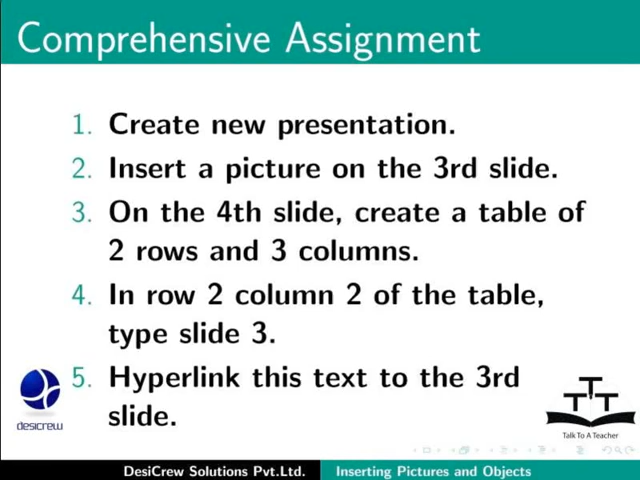 Comprehensive Assignment
1. Create new presentation.
2. Insert a picture on the 3rd slide.
3. On the 4th slide, create a table of
2 rows and 3 columns.
4. In row 2 column 2 of the table,
type slide 3.
5. Hyperlink this text to the 3rd
slide.
desicrew
TTT
Talk To A Teacher
DesiCrew Solutions Pvt.Ltd. Inserting Pictures and Objects